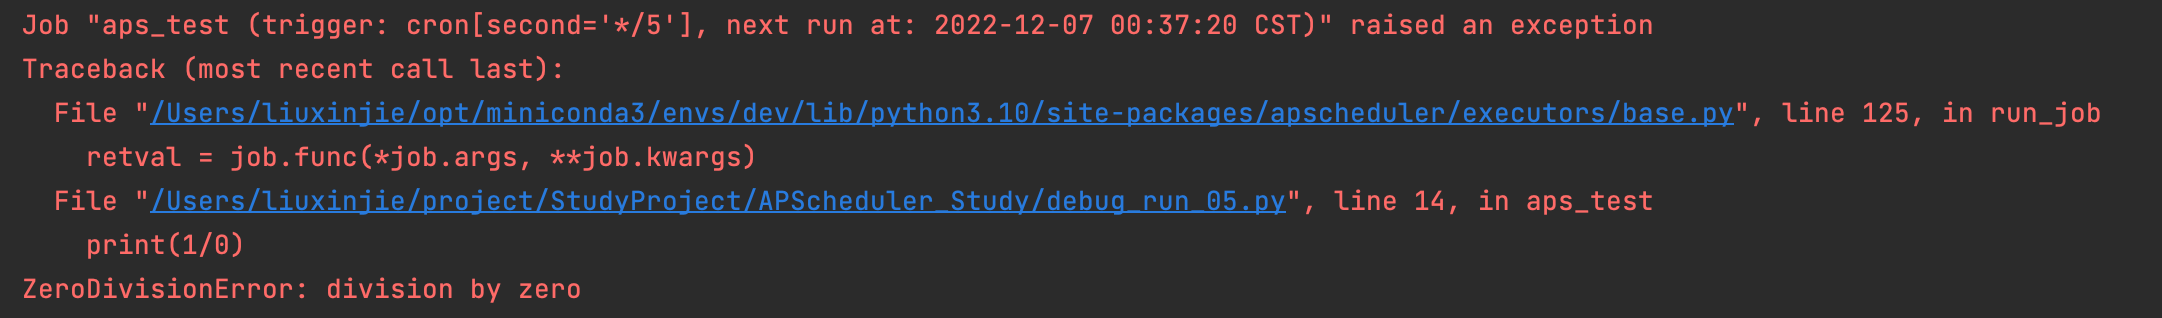 Job "aps_test (trigger: cron[second='*/5'], next run at: 2022-12-07 00:37:20 CST)" raised an exception
Traceback (most recent call last):
  File "/Users/liuxinjie/opt/miniconda3/envs/dev/lib/python3.10/site-packages/apscheduler/executors/base.py", line 125, in run_job
    retval = job.func(*job.args, **job.kwargs)
  File "/Users/liuxinjie/project/StudyProject/APScheduler_Study/debug_run_05.py", line 14, in aps_test
    print(1/0)
ZeroDivisionError: division by zero